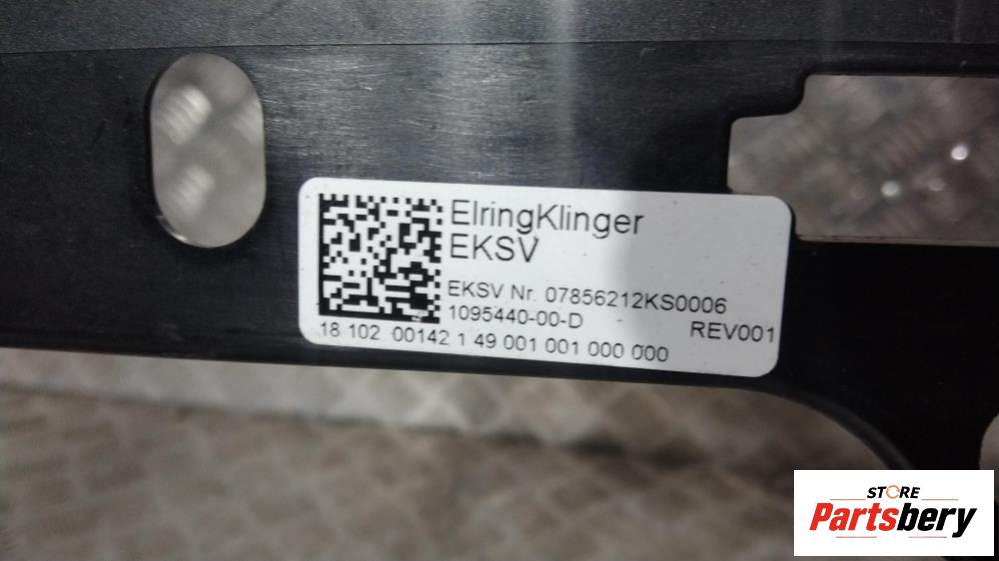 ElringKlinger
EKSV
EKSV Nr. 07856212KS0006
1095440-00-D REV001
18 102 00142 1 49 001 001 000 000
STORE
Partsbery